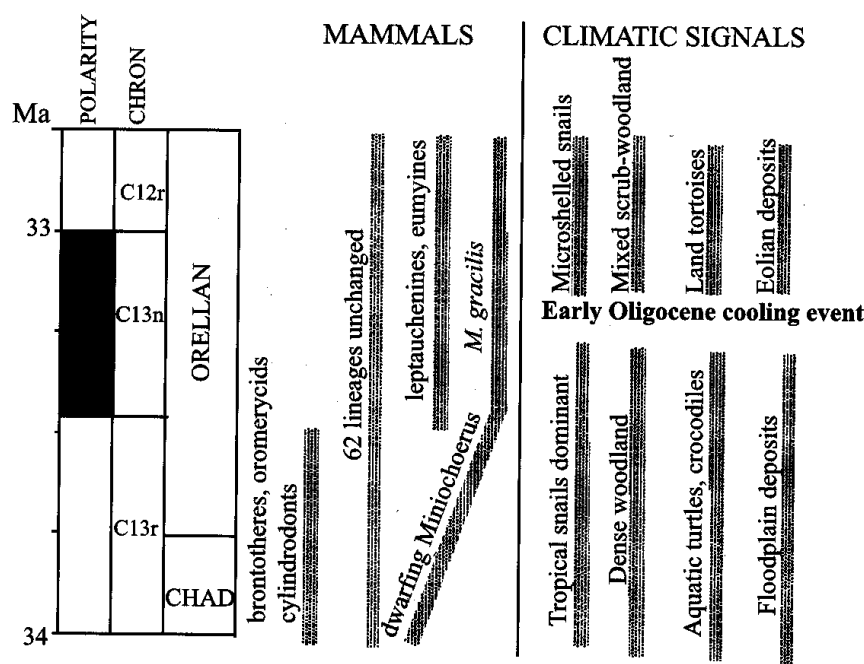 MAMMALS
CLIMATIC SIGNALS
Ma
POLARITY
CHRON
33
34
C12r
C13n
C13r
ORELLAN
CHAD
brontotheres, oromerycids
cylindrodonts
62 lineages unchanged
leptauchenines, eumyines
M. gracilis
dwarfing Miniochoerus
Microshelled snails
Mixed scrub-woodland
Land tortoises
Eolian deposits
Early Oligocene cooling event
Tropical snails dominant
Dense woodland
Aquatic turtles, crocodiles
Floodplain deposits